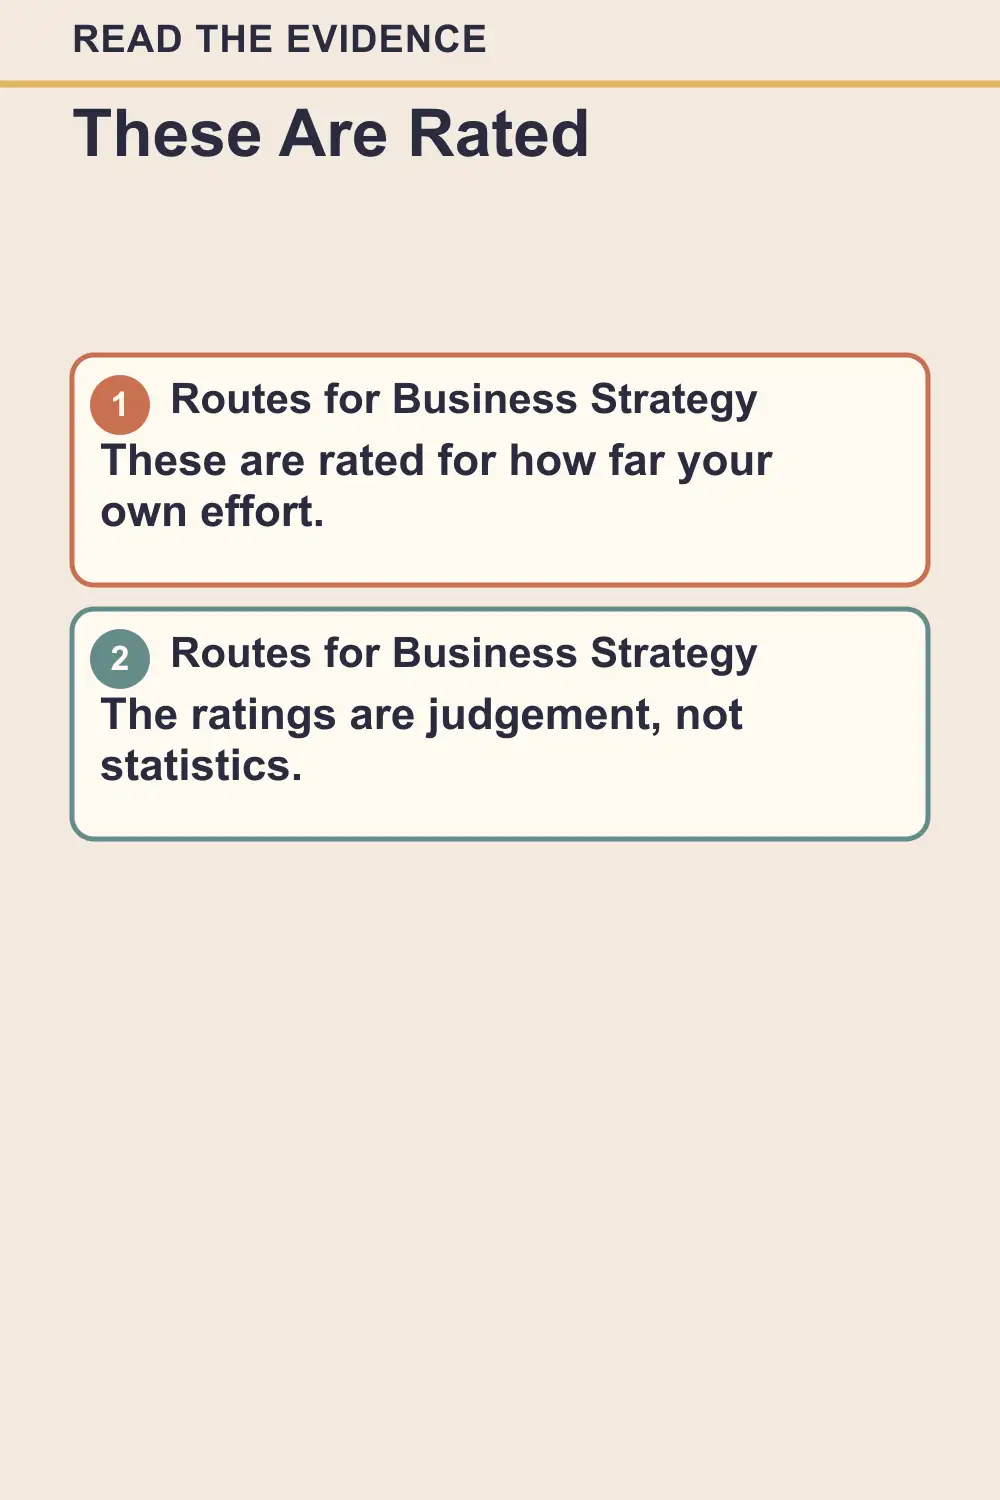 READ THE EVIDENCE
These Are Rated
1 Routes for Business Strategy
These are rated for how far your
own effort.
2 Routes for Business Strategy
The ratings are judgement, not
statistics.